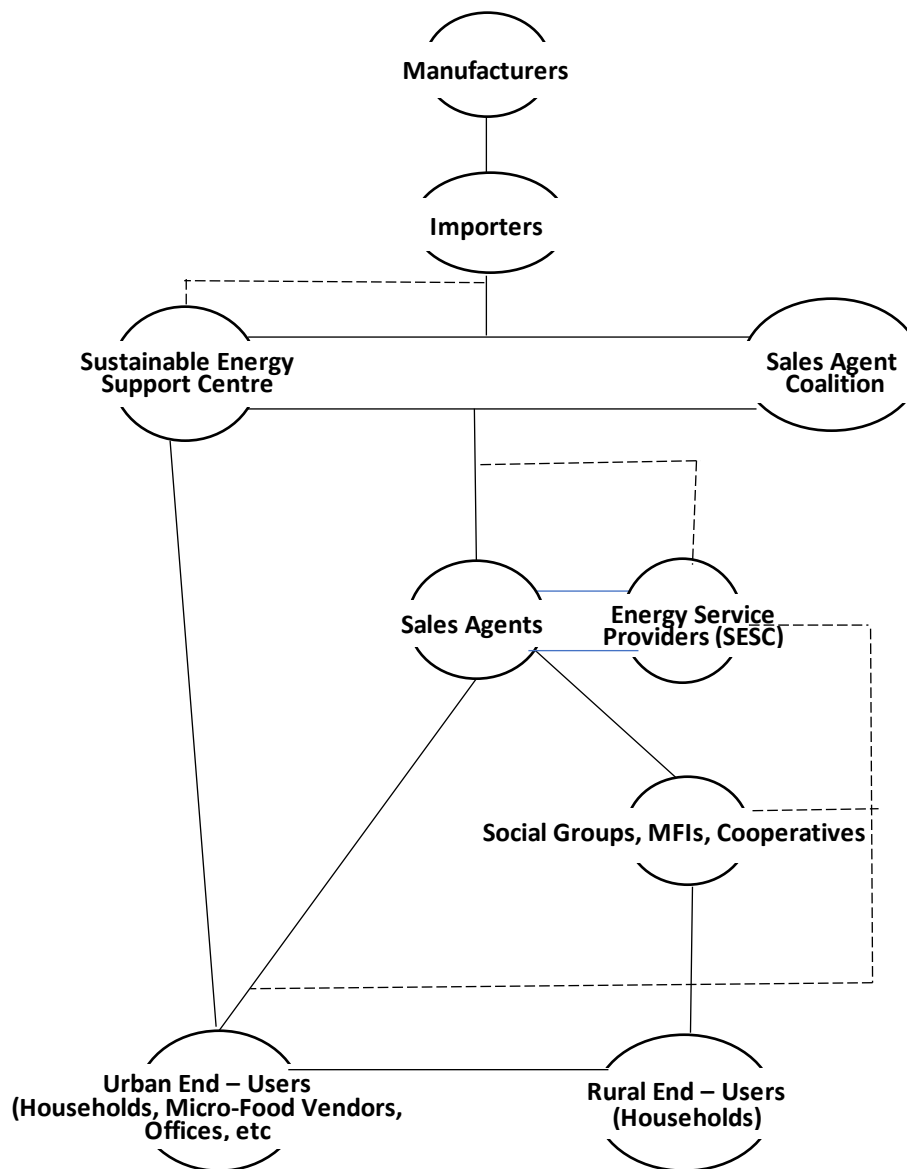 Manufacturers
Importers
Sustainable Energy
Support Centre
Sales Agent
Coalition
Sales Agents
Energy Service
Providers (SESC)
Social Groups, MFIs, Cooperatives
Urban End – Users
(Households, Micro-Food Vendors,
Offices, etc
Rural End – Users
(Households)